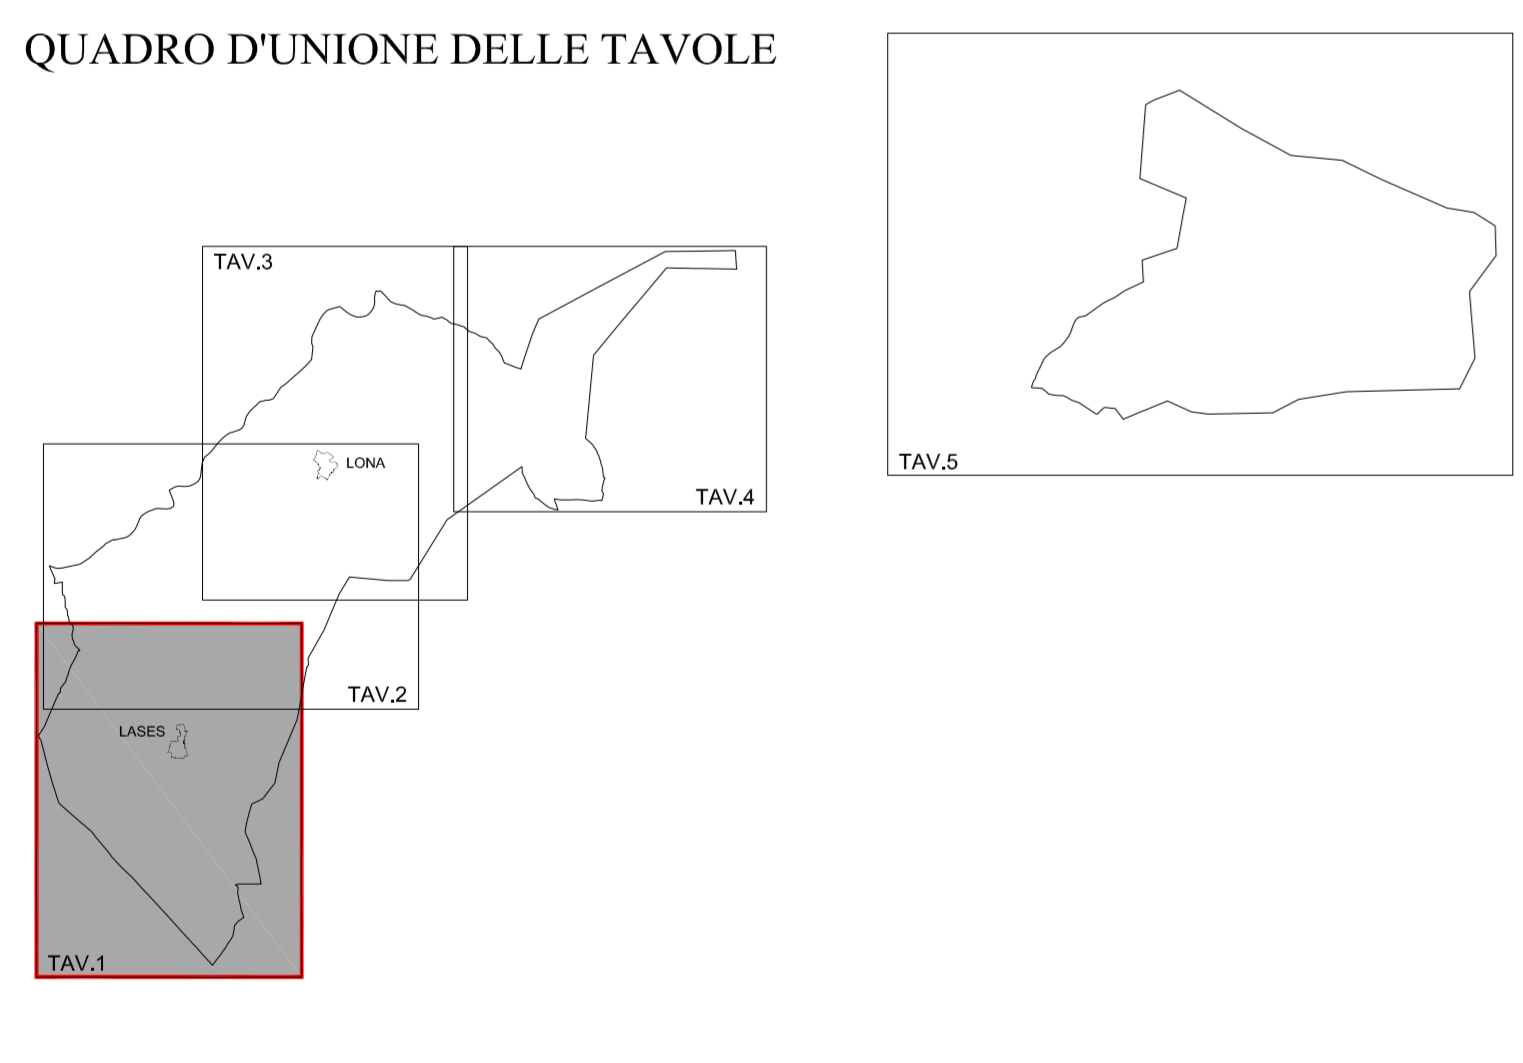 QUADRO D'UNIONE DELLE TAVOLE
TAV.3
LONA
TAV.5
TAV.4
TAV.2
LASES
TAV.1